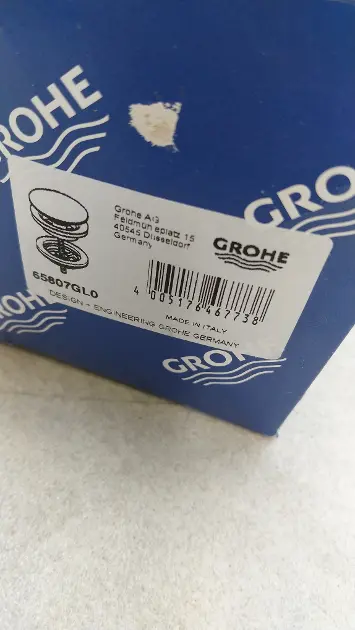 GROHE
GROHE
Grohe AG
Feldmühleplatz 15
40545 Düsseldorf
Germany
GROHE
65807GL0
4 005176 467738
MADE IN ITALY
DESIGN + ENGINEERING GROHE GERMANY
GROHE